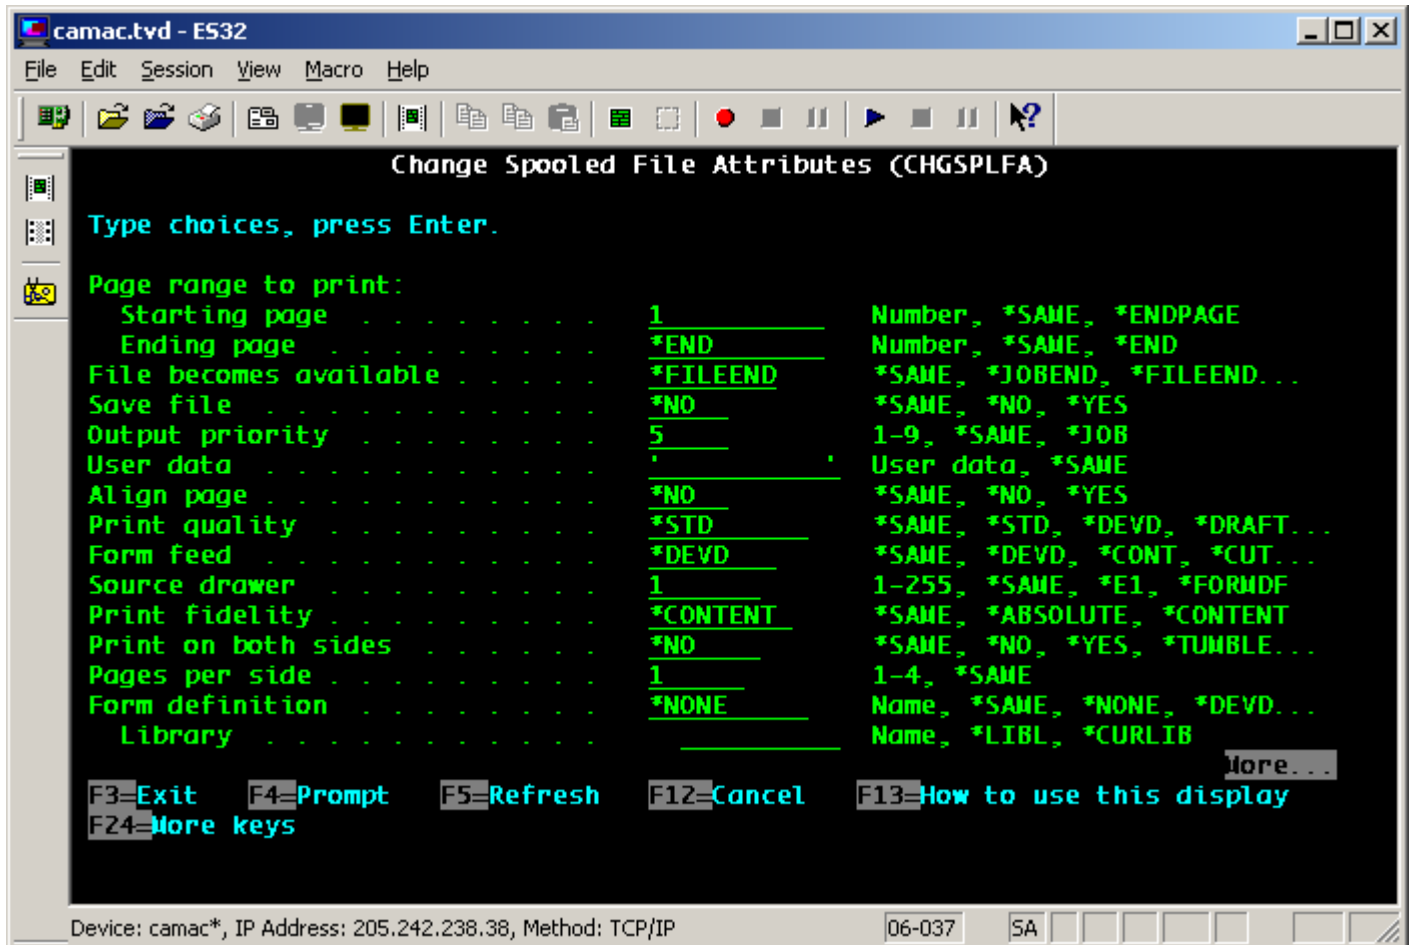 camac.tvd - ES32
File Edit Session View Macro Help
Change Spooled File Attributes (CHGSPLFA)
Type choices, press Enter.
Page range to print:
Starting page . . . . . . . . 1 Number, *SAME, *ENDPAGE
Ending page . . . . . . . . . *END Number, *SAME, *END
File becomes available . . . . . *FILEEND *SAME, *JOBEND, *FILEEND...
Save file . . . . . . . . . . . *NO *SAME, *NO, *YES
Output priority . . . . . . . . 5 1-9, *SAME, *JOB
User data . . . . . . . . . . . ' ' User data, *SAME
Align page . . . . . . . . . . . *NO *SAME, *NO, *YES
Print quality . . . . . . . . . *STD *SAME, *STD, *DEVD, *DRAFT...
Form feed . . . . . . . . . . . *DEVD *SAME, *DEVD, *CONT, *CUT...
Source drawer . . . . . . . . . 1 1-255, *SAME, *E1, *FORMDF
Print fidelity . . . . . . . . . *CONTENT *SAME, *ABSOLUTE, *CONTENT
Print on both sides . . . . . . *NO *SAME, *NO, *YES, *TUMBLE...
Pages per side . . . . . . . . . 1 1-4, *SAME
Form definition . . . . . . . . *NONE Name, *SAME, *NONE, *DEVD...
Library . . . . . . . . . . . Name, *LIBL, *CURLIB
More...
F3=Exit F4=Prompt F5=Refresh F12=Cancel F13=How to use this display
F24=More keys
Device: camac*, IP Address: 205.242.238.38, Method: TCP/IP 06-037 SA